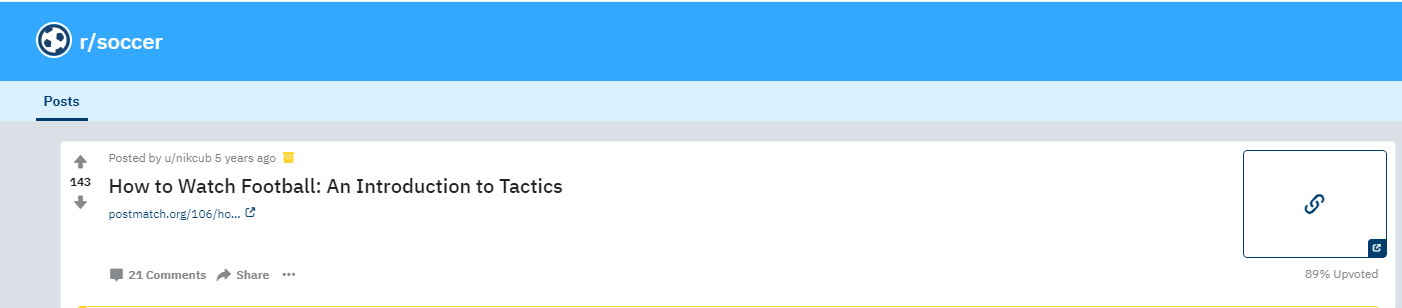 r/soccer
Posts
Posted by u/nikcub 5 years ago
143
How to Watch Football: An Introduction to Tactics
postmatch.org/106/ho...
21 Comments Share ...
89% Upvoted